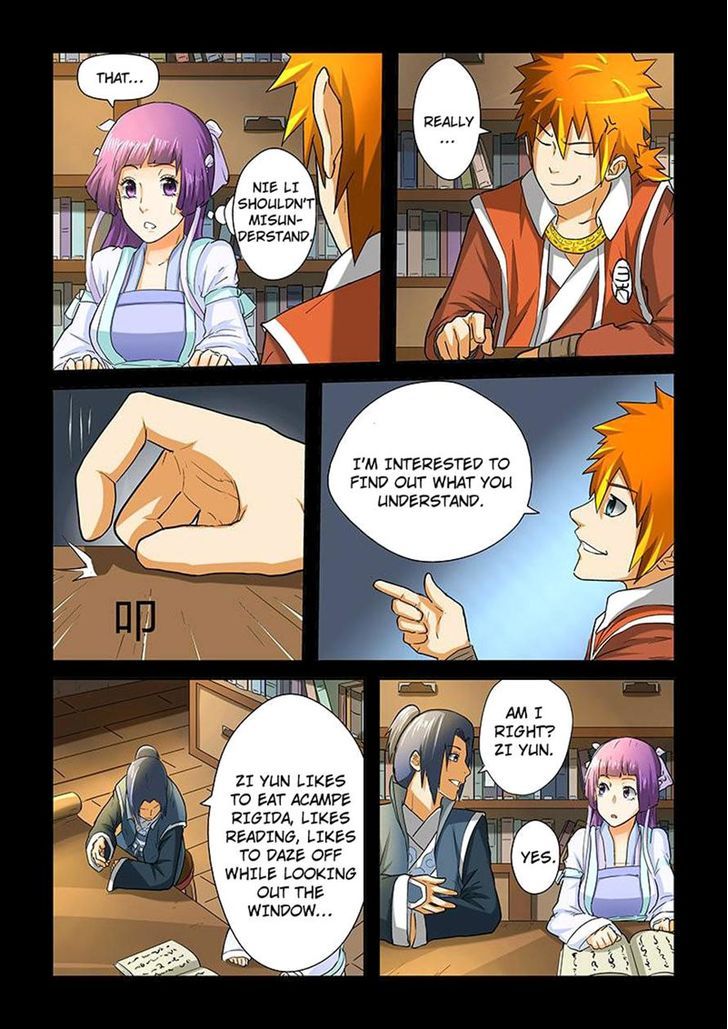 THAT...
NIE LI
SHOULDN'T
MISUN-
DERSTAND.
REALLY
...
叩
I'M INTERESTED TO
FIND OUT WHAT YOU
UNDERSTAND.
ZI YUN LIKES
TO EAT ACAMPE
RIGIDA, LIKES
READING, LIKES
TO DAZE OFF
WHILE LOOKING
OUT THE
WINDOW...
AM I
RIGHT?
ZI YUN.
YES.